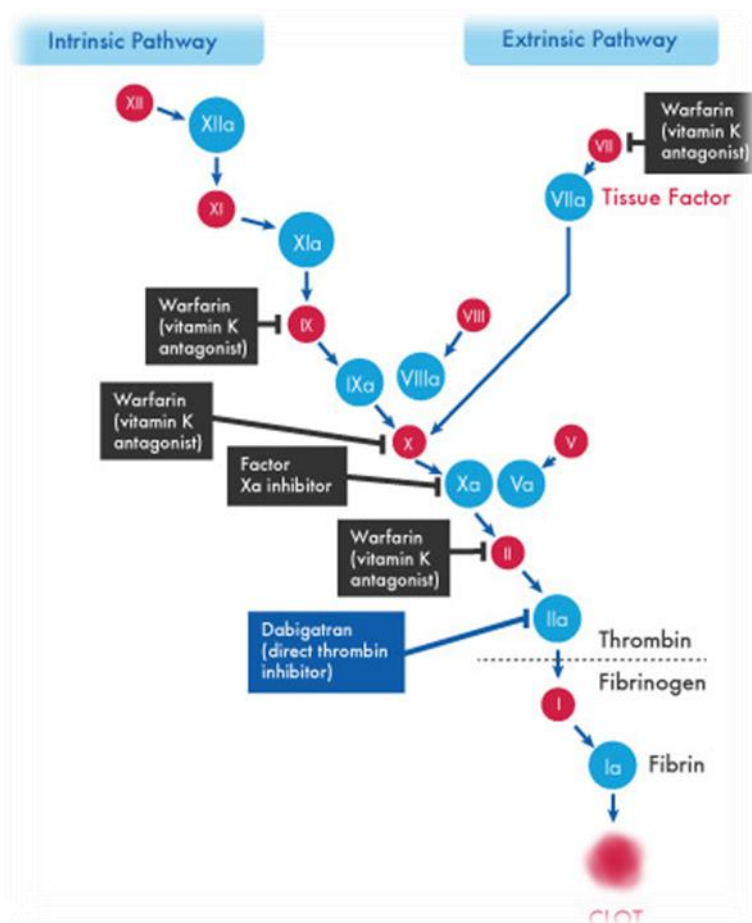 Intrinsic Pathway
Extrinsic Pathway
XII
XIIa
Warfarin
(vitamin K
antagonist)
VII
VIIa
Tissue Factor
XI
XIa
Warfarin
(vitamin K
antagonist)
IX
VIII
IXa
VIIIa
Warfarin
(vitamin K
antagonist)
X
V
Factor
Xa inhibitor
Xa
Va
Warfarin
(vitamin K
antagonist)
II
Dabigatran
(direct thrombin
inhibitor)
IIa
Thrombin
Fibrinogen
I
Ia
Fibrin
CLOT